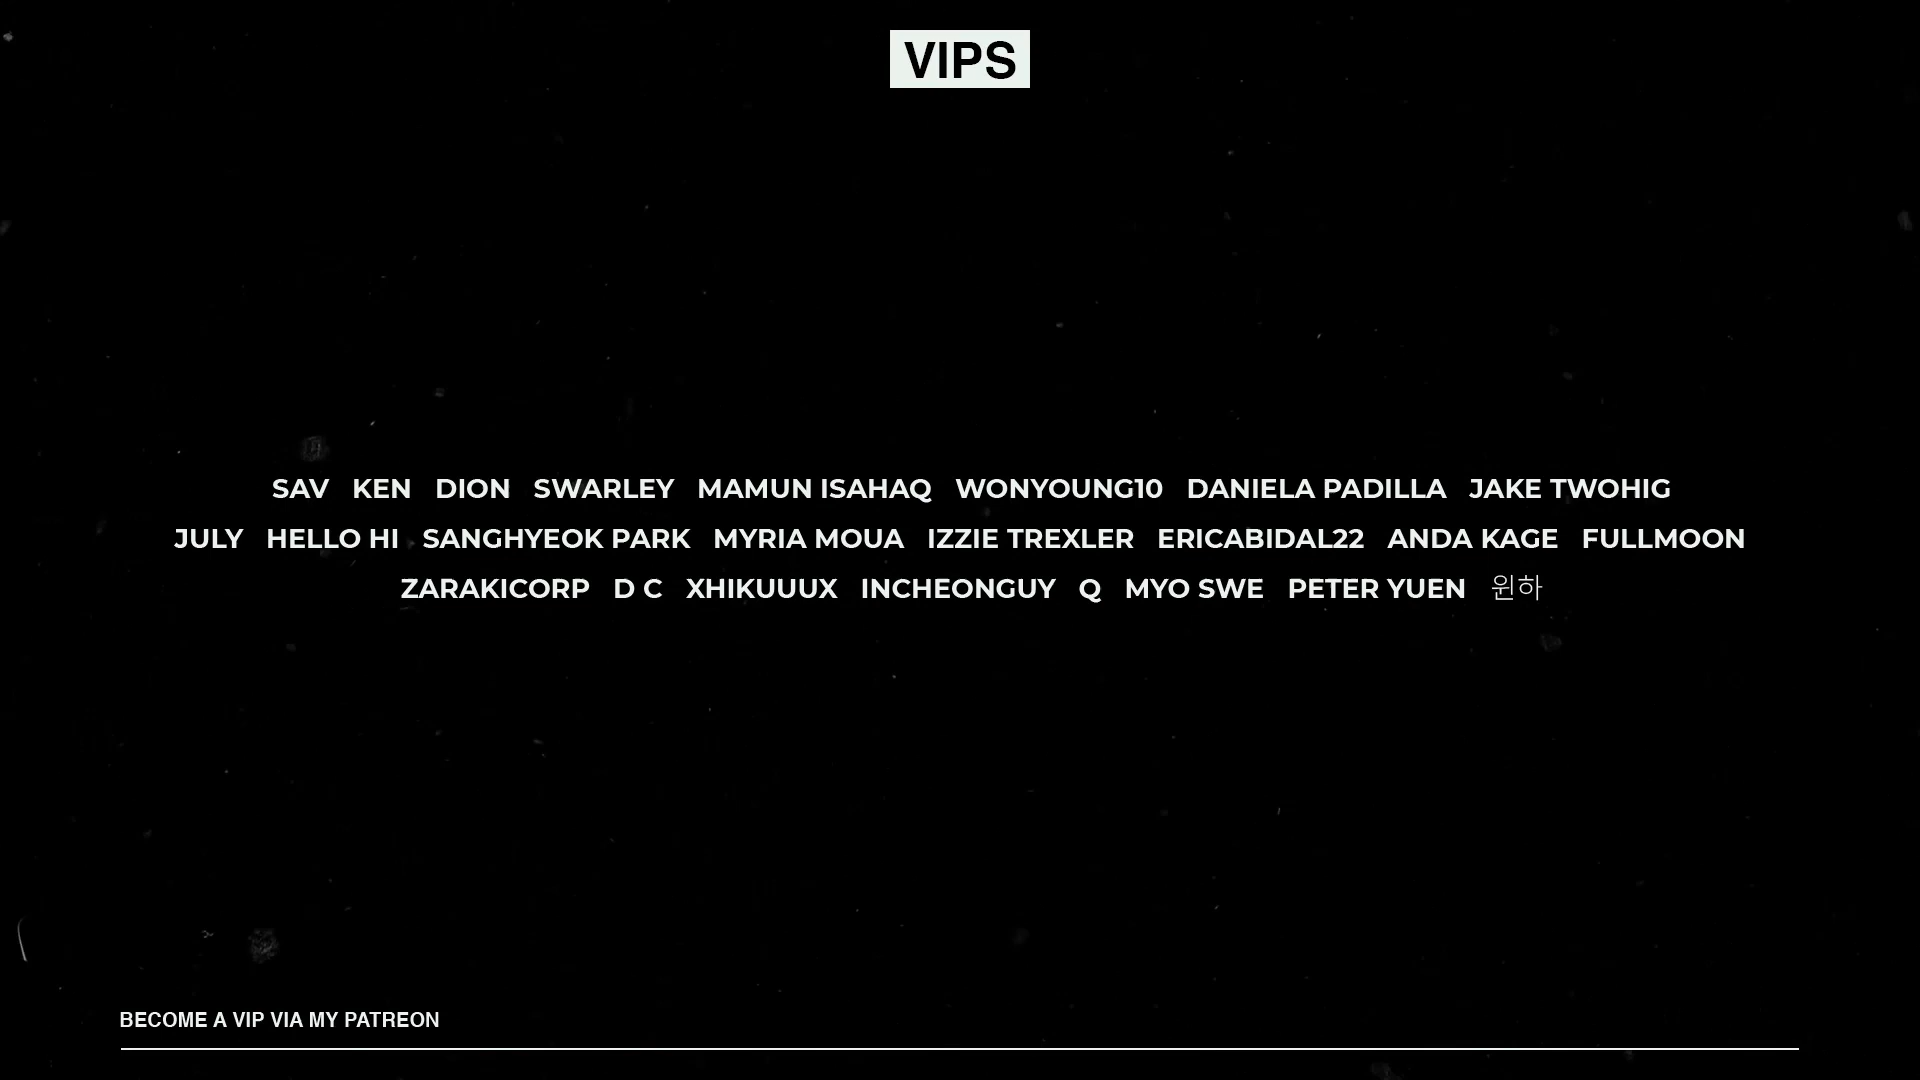 VIPS
SAV KEN DION SWARLEY MAMUN ISAHAQ WONYOUNG10 DANIELA PADILLA JAKE TWOHIG
JULY HELLO HI SANGHYEOK PARK MYRIA MOUA IZZIE TREXLER ERICABIDAL22 ANDA KAGE FULLMOON
ZARAKICORP D C XHIKUUUX INCHEONGUY Q MYO SWE PETER YUEN 윈하
BECOME A VIP VIA MY PATREON